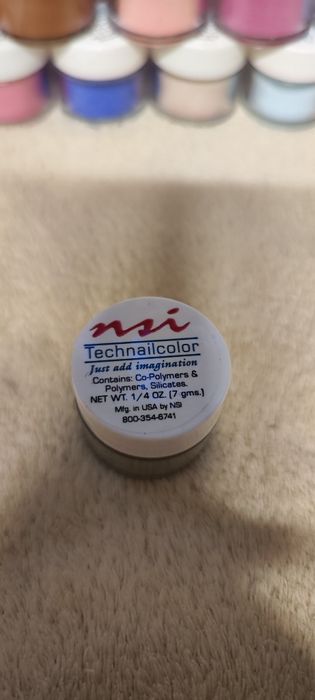 nsi
Technailcolor
Just add imagination
Contains: Co-Polymers &
Polymers, Silicates.
NET WT. 1/4 OZ. (7 gms.)
Mfg. in USA by NSI
800-354-6741